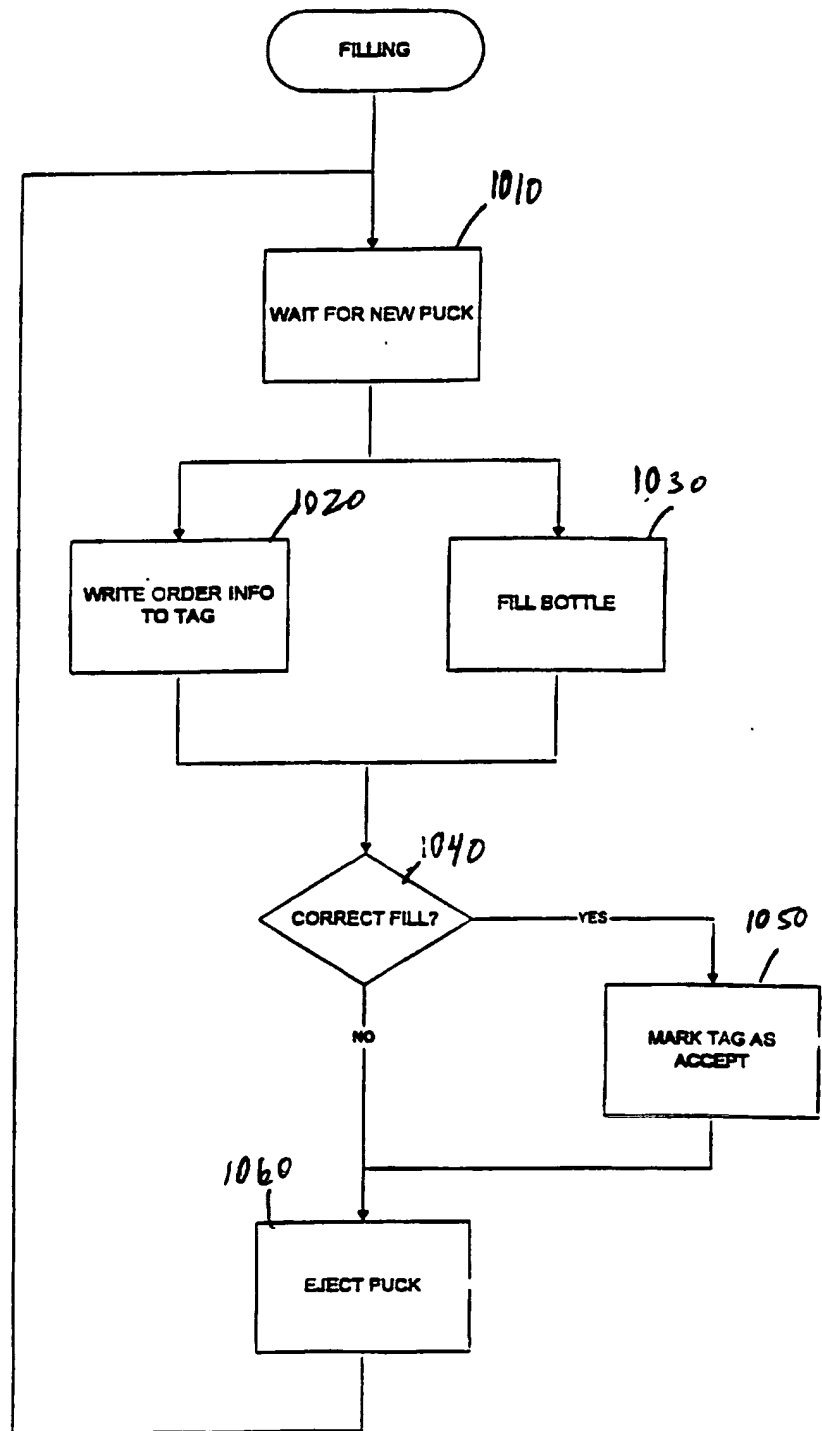 FILLING
1010
WAIT FOR NEW PUCK
1020
1030
WRITE ORDER INFO
TO TAG
FILL BOTTLE
1040
CORRECT FILL?
YES
1050
NO
MARK TAG AS
ACCEPT
1060
EJECT PUCK